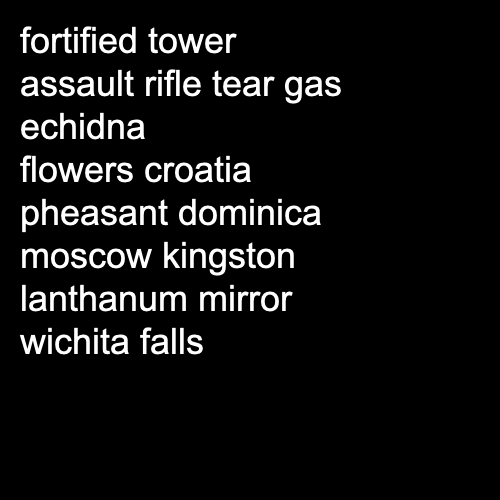 fortified tower
assault rifle tear gas
echidna
flowers croatia
pheasant dominica
moscow kingston
lanthanum mirror
wichita falls